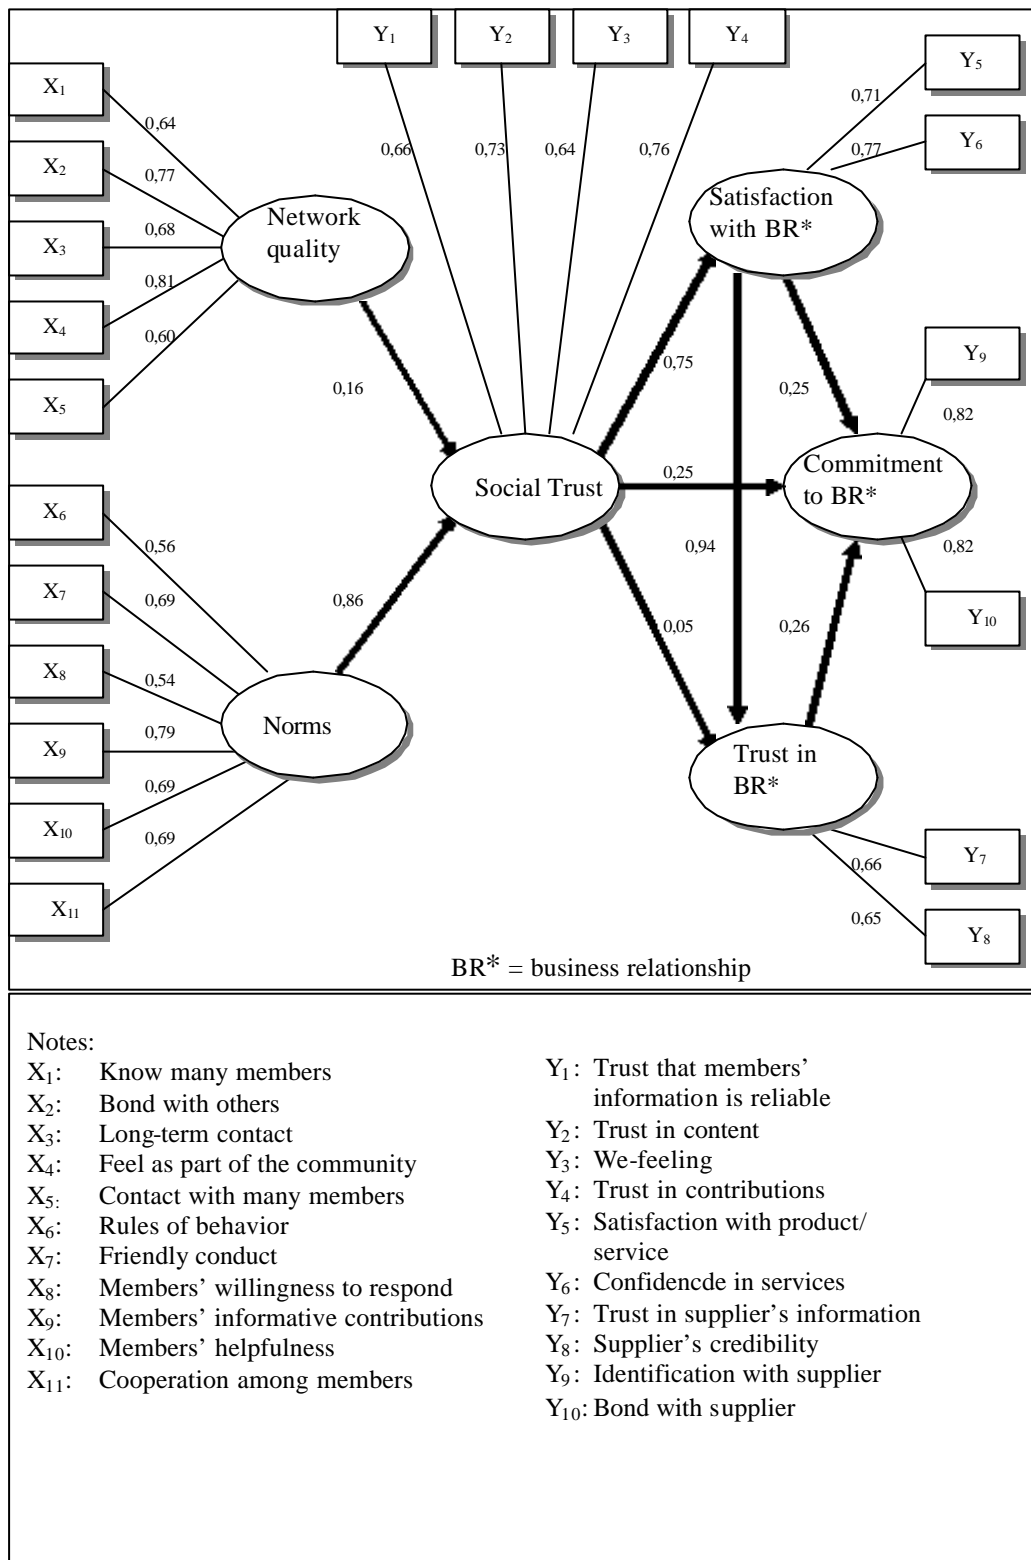 Y1 Y2 Y3 Y4
X1
X2
X3
X4
X5
0,64
0,77
0,68
0,81
0,60
Network
quality
0,66
0,73
0,64
0,76
Y5
Y6
0,71
0,77
Satisfaction
with BR*
0,16
0,75
0,25
Y9
0,82
Social Trust
0,25
Commitment
to BR*
0,82
Y10
X6
X7
X8
X9
X10
X11
0,56
0,69
0,54
0,79
0,69
0,69
Norms
0,86
0,94
0,05
0,26
Trust in
BR*
0,66
0,65
Y7
Y8
BR* = business relationship
Notes:
X1: Know many members
X2: Bond with others
X3: Long-term contact
X4: Feel as part of the community
X5: Contact with many members
X6: Rules of behavior
X7: Friendly conduct
X8: Members’ willingness to respond
X9: Members’ informative contributions
X10: Members’ helpfulness
X11: Cooperation among members
Y1: Trust that members’
information is reliable
Y2: Trust in content
Y3: We-feeling
Y4: Trust in contributions
Y5: Satisfaction with product/
service
Y6: Confidencde in services
Y7: Trust in supplier’s information
Y8: Supplier’s credibility
Y9: Identification with supplier
Y10: Bond with supplier